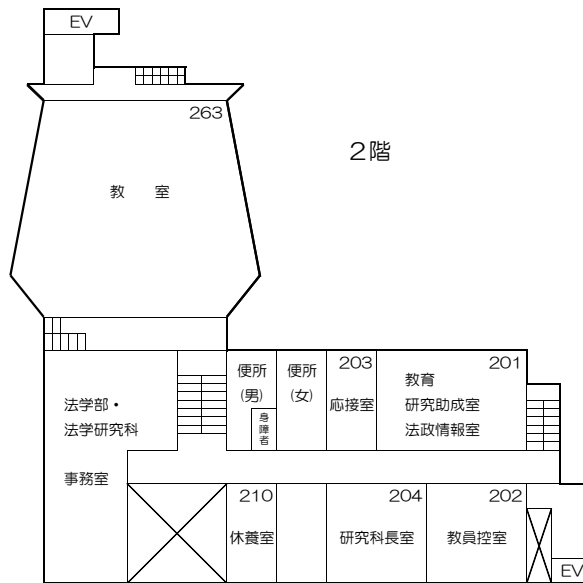 EV
263
2階
教 室
203
201
便所
(男)
便所
(女)
身障者
応接室
教育
研究助成室
法政情報室
法学部・
法学研究科
事務室
210
204
202
休養室
研究科長室
教員控室
EV